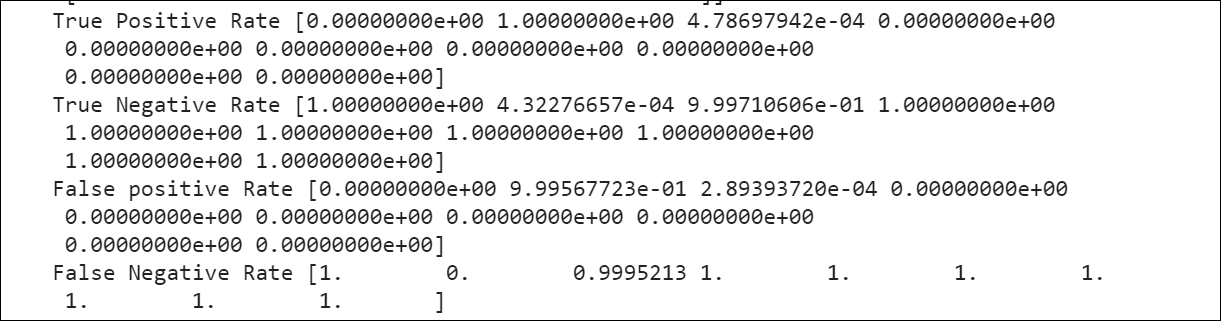 True Positive Rate [0.00000000e+00 1.00000000e+00 4.78697942e-04 0.00000000e+00
0.00000000e+00 0.00000000e+00 0.00000000e+00 0.00000000e+00
0.00000000e+00 0.00000000e+00]
True Negative Rate [1.00000000e+00 4.32276657e-04 9.99710606e-01 1.00000000e+00
1.00000000e+00 1.00000000e+00 1.00000000e+00 1.00000000e+00
1.00000000e+00 1.00000000e+00]
False positive Rate [0.00000000e+00 9.99567723e-01 2.89393720e-04 0.00000000e+00
0.00000000e+00 0.00000000e+00 0.00000000e+00 0.00000000e+00
0.00000000e+00 0.00000000e+00]
False Negative Rate [1. 0. 0.9995213 1. 1. 1. 1.
1. 1. 1. ]